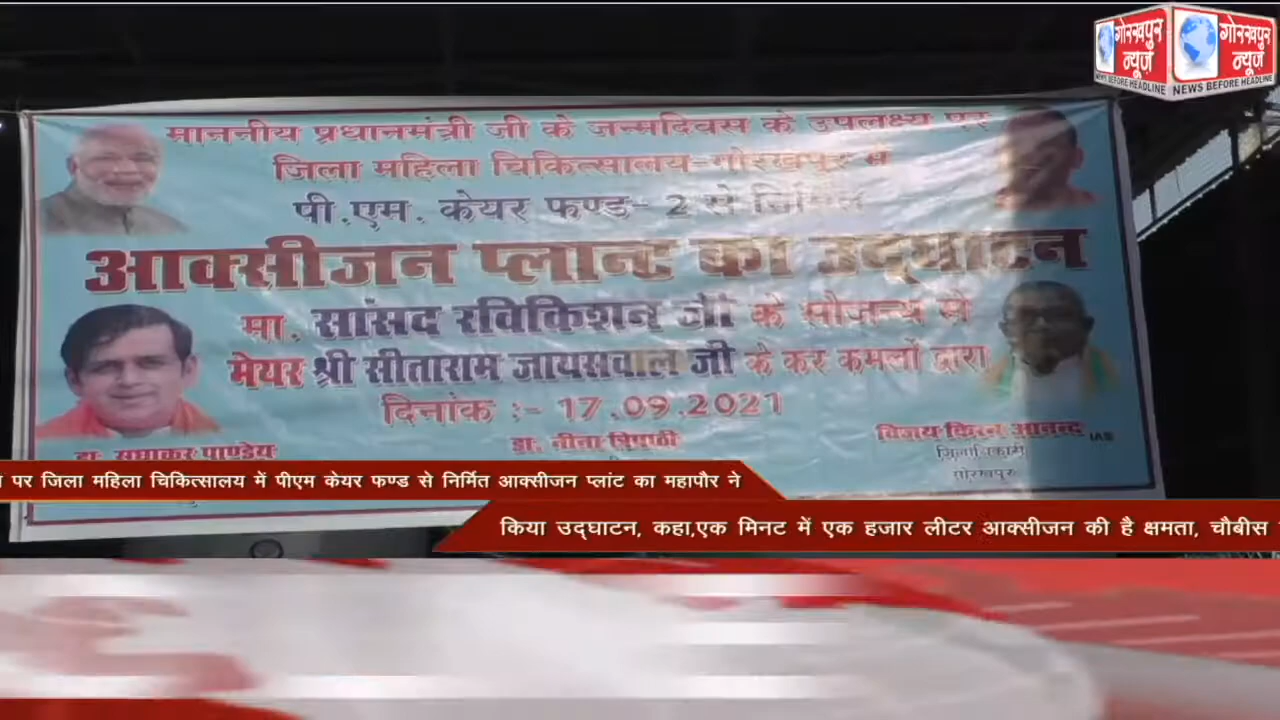 गोरखपुर न्यूज़ गोरखपुर न्यूज़
NEWS BEFORE HEADLINE NEWS BEFORE HEADLINE
माननीय प्रधानमंत्री जी के जन्मदिवस के उपलक्ष्य पर
जिला महिला चिकित्सालय-गोरखपुर में
पी.एम. केयर फण्ड- 2 से निर्मित
आक्सीजन प्लान्ट का उद्घाटन
मा. सांसद रविकिशन जी के सौजन्य से
मेयर श्री सीताराम जायसवाल जी के कर कमलों द्वारा
दिनांक :- 17.09.2021
डा. सुधाकर पाण्डेय
डा. नीना त्रिपाठी
विजय किरन आनन्द IAS
जिलाधिकारी
गोरखपुर
पर जिला महिला चिकित्सालय में पीएम केयर फण्ड से निर्मित आक्सीजन प्लांट का महापौर ने
किया उद्घाटन, कहा,एक मिनट में एक हजार लीटर आक्सीजन की है क्षमता, चौबीस